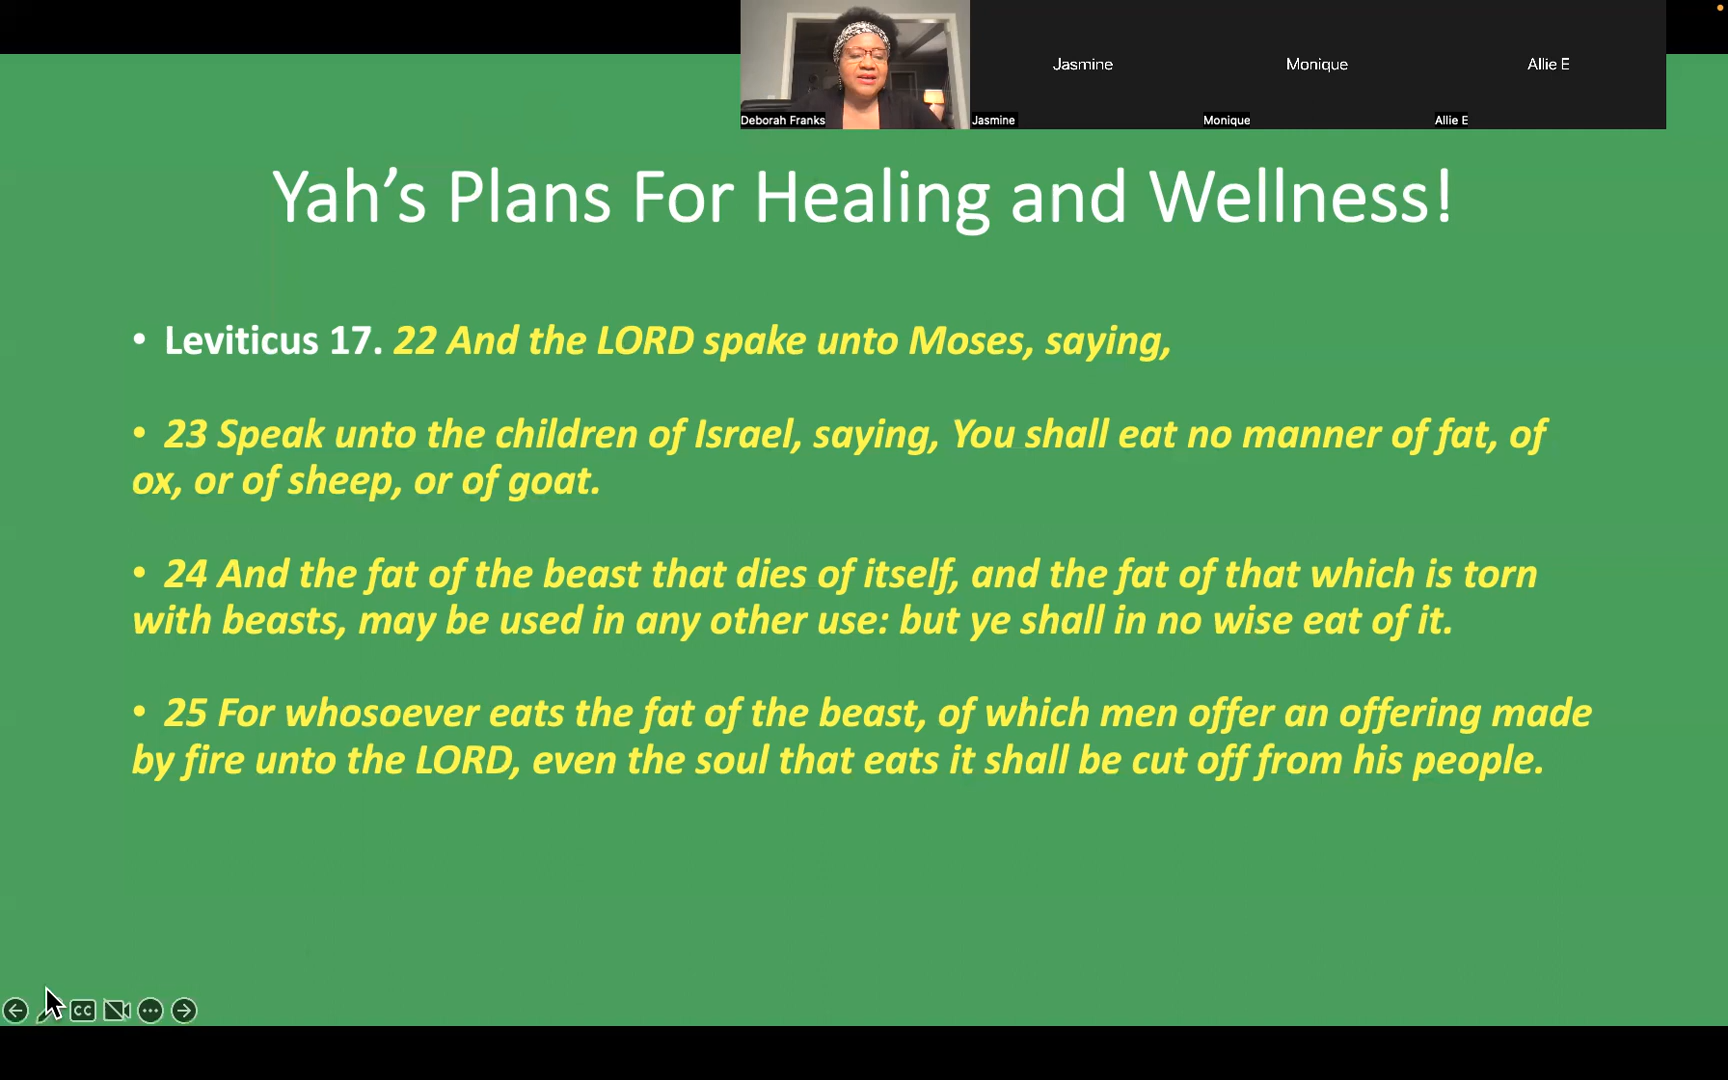 Jasmine
Monique
Allie E
Deborah Franks
Jasmine
Monique
Allie E
Yah’s Plans For Healing and Wellness!
• Leviticus 17. 22 And the LORD spake unto Moses, saying,
• 23 Speak unto the children of Israel, saying, You shall eat no manner of fat, of
ox, or of sheep, or of goat.
• 24 And the fat of the beast that dies of itself, and the fat of that which is torn
with beasts, may be used in any other use: but ye shall in no wise eat of it.
• 25 For whosoever eats the fat of the beast, of which men offer an offering made
by fire unto the LORD, even the soul that eats it shall be cut off from his people.
CC